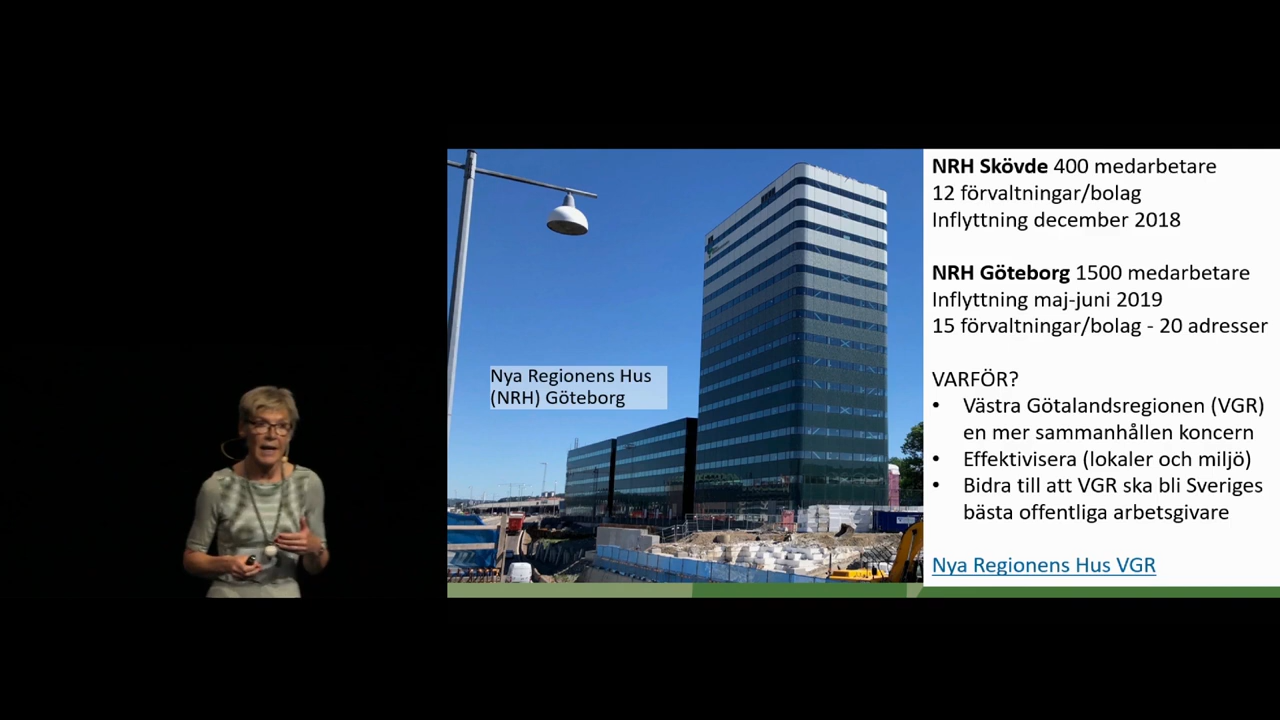 Nya Regionens Hus
(NRH) Göteborg
NRH Skövde 400 medarbetare
12 förvaltningar/bolag
Inflyttning december 2018
NRH Göteborg 1500 medarbetare
Inflyttning maj-juni 2019
15 förvaltningar/bolag - 20 adresser
VARFÖR?
• Västra Götalandsregionen (VGR)
en mer sammanhållen koncern
• Effektivisera (lokaler och miljö)
• Bidra till att VGR ska bli Sveriges
bästa offentliga arbetsgivare
Nya Regionens Hus VGR